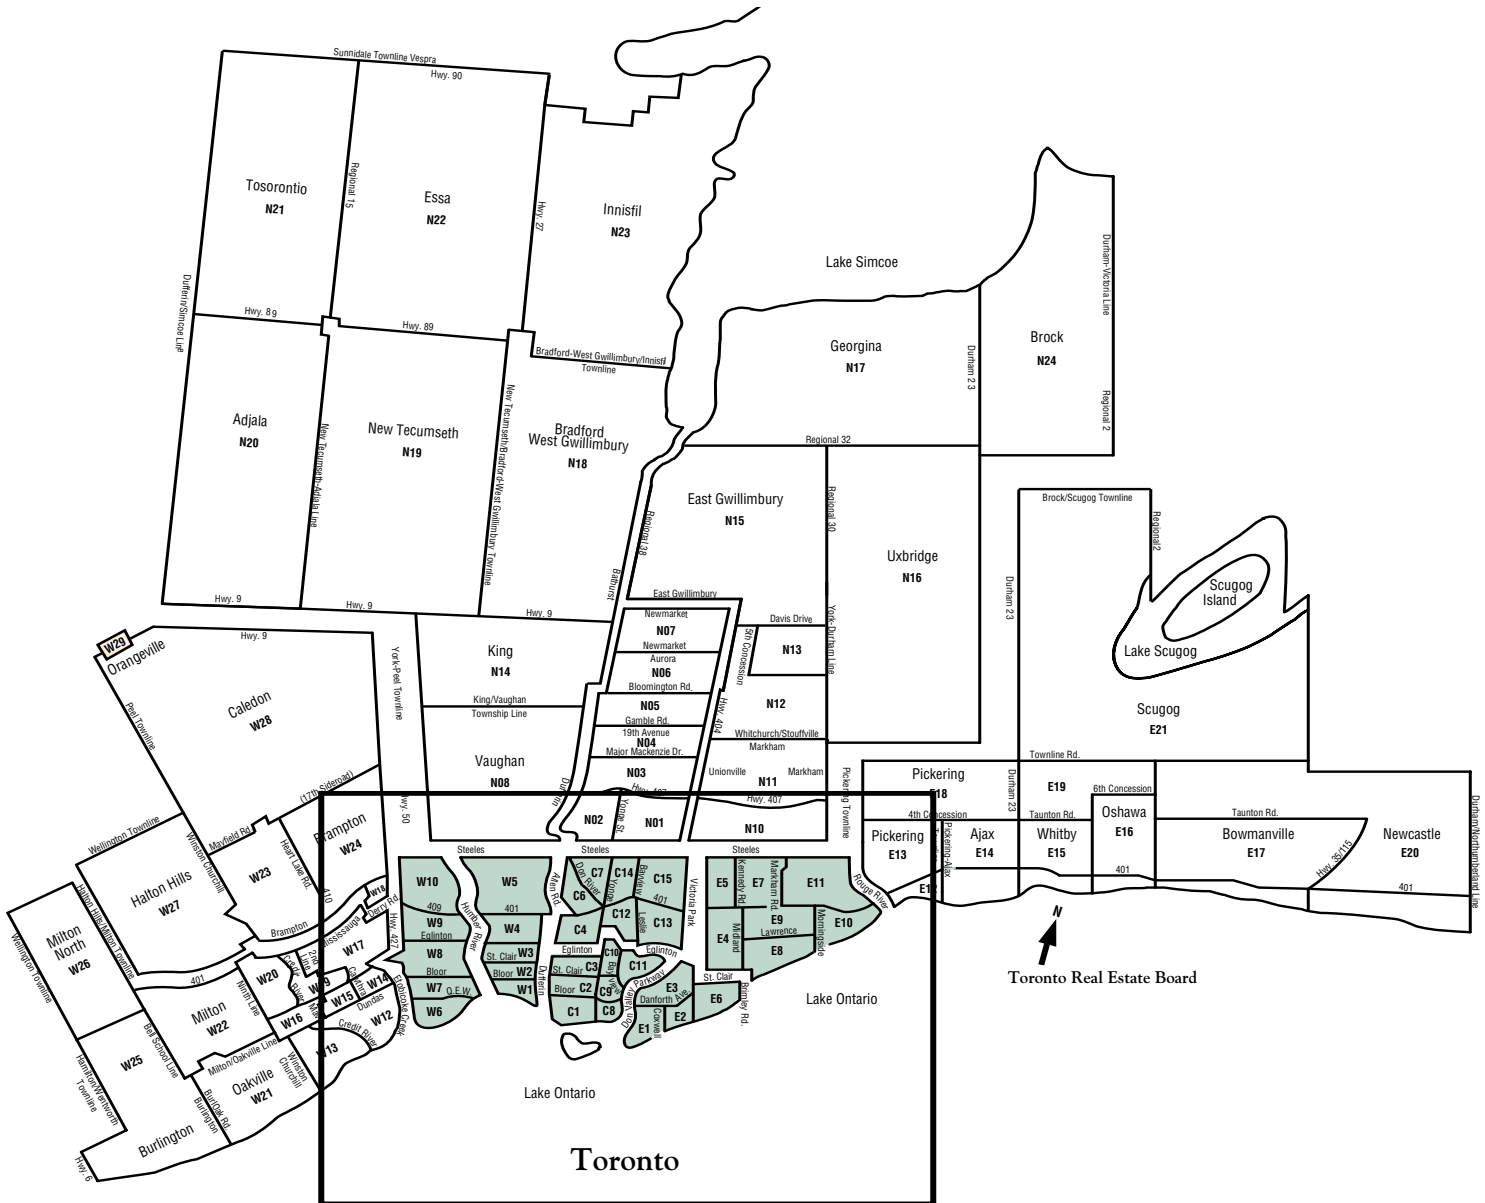 Sunnidale Townline Vespra
Hwy. 90
Tosorontio
N21
Regional 15
Essa
N22
Hwy. 27
Innisfil
N23
Lake Simcoe
Durham-Victoria Line
Dufferin/Simcoe Line
Hwy. 89
Hwy. 89
Bradford-West Gwillimbury/Innisfil
Townline
Georgina
N17
Durham 23
Brock
N24
Regional 2
Adjala
N20
New Tecumseth-Adjala Line
New Tecumseth
N19
New Tecumseth/Bradford-West Gwillimbury Townline
Bradford
West Gwillimbury
N18
Regional 32
Regional 38
East Gwillimbury
N15
Regional 30
Uxbridge
N16
Brock/Scugog Townline
Regional2
Scugog
Island
Lake Scugog
Scugog
E21
Durham 23
Hwy. 9
Hwy. 9
Hwy. 9
Bathurst
East Gwillimbury
Newmarket
N07
Newmarket
Aurora
N06
Bloomington Rd.
N05
Gamble Rd.
19th Avenue
N04
Major Mackenzie Dr.
N03
Hwy. 407
Davis Drive
5th Concession
N13
York-Durham Line
N12
Hwy. 404
Whitchurch/Stouffville
Markham
Unionville
Markham
N11
Hwy. 407
N10
N02
Yonge St.
N01
Dufferin
W29
Orangeville
Hwy. 9
Peel Townline
Caledon
W28
York-Peel Townline
King
N14
King/Vaughan
Township Line
Vaughan
N08
Hwy. 50
(17th Sideroad)
Wellington Townline
Winston Churchill
Mayfield Rd.
Brampton
W24
Heart Lake Rd.
W23
410
Halton Hills
W27
Halton Hills/Milton Townline
Milton
North
W26
Wellington Townline
Brampton
401
W18
Derry Rd.
Hwy. 427
Mississauga
W17
2nd
Line
Credit
River
W20
Ninth Line
W19
Cawthra
W15
W14
Dundas
W12
Etobicoke Creek
W16
Credit River
W13
Milton
W22
Bell School Line
W25
Hamilton/Wentworth
Townline
Milton/Oakville Line
Winston
Churchill
Oakville
W21
BurlOak Rd.
Burlington
Burlington
Hwy. 6
Steeles
Steeles
Steeles
W10
409
W9
Eglinton
W8
Bloor
W7
Q.E.W.
W6
Humber River
W5
401
W4
St. Clair
W3
Bloor
W2
W1
Allen Rd.
Dufferin
C7
Don River
C6
C14
Yonge
Bayview
C15
401
C12
Leslie
C13
C4
Eglinton
Eglinton
St. Clair
C3
C10
Bayview
C11
Bloor
C2
C9
C1
C8
Don Valley
Parkway
Victoria Park
E3
Danforth Ave.
E1
Coxwell
E2
St. Clair
E6
Brimley Rd.
E5
Kennedy Rd
E7
Markham Rd.
E11
E9
Lawrence
E4
Midland
E8
Morningside
E10
Rouge River
Pickering Townline
Townline Rd.
Pickering
E18
4th Concession
Pickering
E13
Pickering-Ajax
Townline
E12
Ajax
E14
Durham 23
E19
Taunton Rd.
Whitby
E15
6th Concession
Oshawa
E16
401
Taunton Rd.
Bowmanville
E17
Hwy. 35/115
Newcastle
E20
401
Durham/Northumberland Line
N
Toronto Real Estate Board
Lake Ontario
Lake Ontario
Toronto